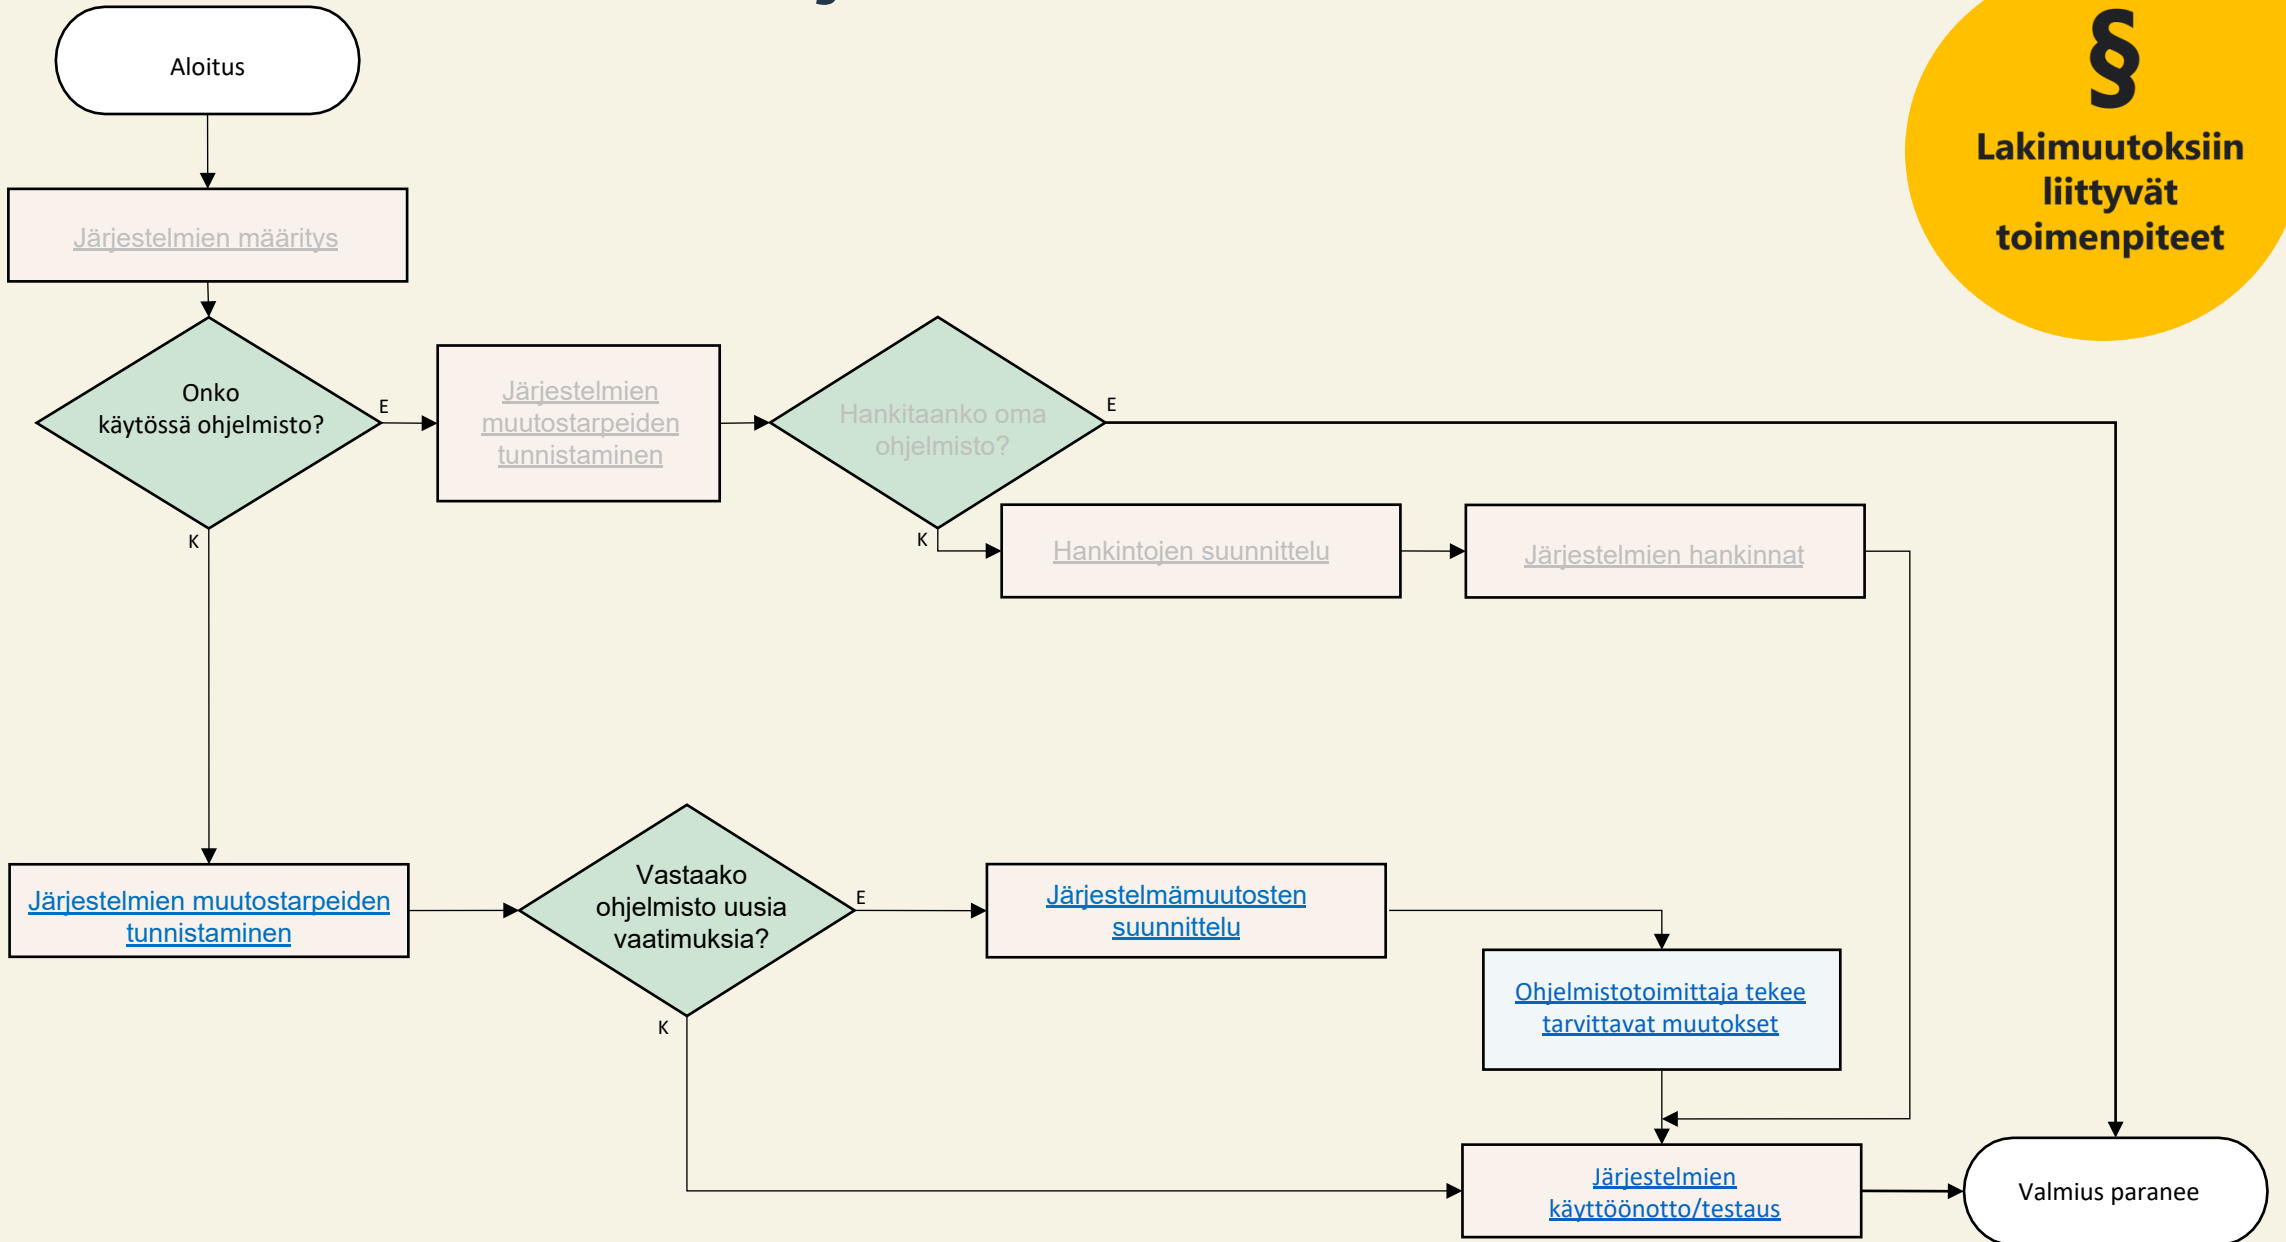 Aloitus
§
Lakimuutoksiin
liittyvät
toimenpiteet
Järjestelmien määritys
Onko
käytössä ohjelmisto?
E
K
Järjestelmien
muutostarpeiden
tunnistaminen
Hankitaanko oma
ohjelmisto?
E
K
Hankintojen suunnittelu
Järjestelmien hankinnat
Järjestelmien muutostarpeiden
tunnistaminen
Vastaako
ohjelmisto uusia
vaatimuksia?
E
K
Järjestelmämuutosten
suunnittelu
Ohjelmistotoimittaja tekee
tarvittavat muutokset
Järjestelmien
käyttöönotto/testaus
Valmius paranee